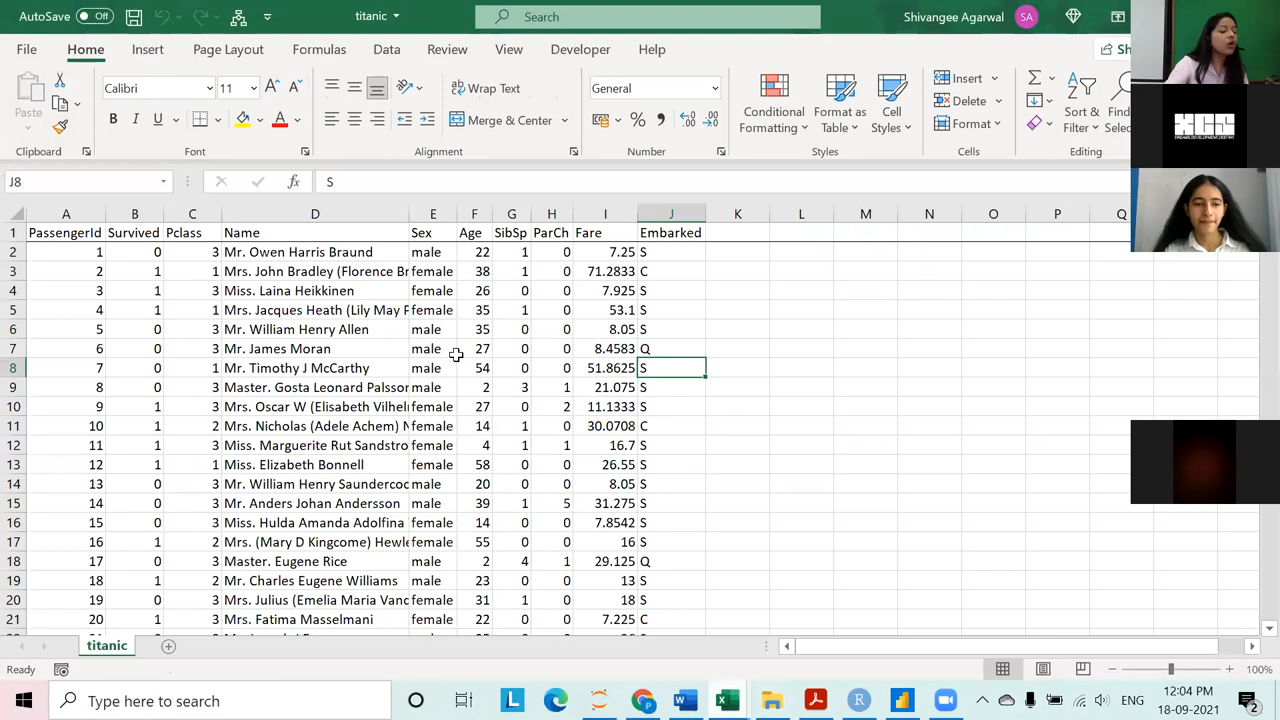 AutoSave Off titanic Search Shivangee Agarwal SA
File Home Insert Page Layout Formulas Data Review View Developer Help Sh
Paste Calibri 11 Wrap Text General Conditional Formatting Format as Table Cell Styles Insert Sort Find
B I U Merge & Center Delete Filter Selec
Format
Clipboard Font Alignment Number Styles Cells Editing
J8 fx S
A B C D E F G H I J K L M N O P Q
1 PassengerId Survived Pclass Name Sex Age SibSp ParCh Fare Embarked
2 1 0 3 Mr. Owen Harris Braund male 22 1 0 7.25 S
3 2 1 1 Mrs. John Bradley (Florence Br female 38 1 0 71.2833 C
4 3 1 3 Miss. Laina Heikkinen female 26 0 0 7.925 S
5 4 1 1 Mrs. Jacques Heath (Lily May P female 35 1 0 53.1 S
6 5 0 3 Mr. William Henry Allen male 35 0 0 8.05 S
7 6 0 3 Mr. James Moran male 27 0 0 8.4583 Q
8 7 0 1 Mr. Timothy J McCarthy male 54 0 0 51.8625 S
9 8 0 3 Master. Gosta Leonard Palsson male 2 3 1 21.075 S
10 9 1 3 Mrs. Oscar W (Elisabeth Vilhel female 27 0 2 11.1333 S
11 10 1 2 Mrs. Nicholas (Adele Achem) N female 14 1 0 30.0708 C
12 11 1 3 Miss. Marguerite Rut Sandstro female 4 1 1 16.7 S
13 12 1 1 Miss. Elizabeth Bonnell female 58 0 0 26.55 S
14 13 0 3 Mr. William Henry Saundercoc male 20 0 0 8.05 S
15 14 0 3 Mr. Anders Johan Andersson male 39 1 5 31.275 S
16 15 0 3 Miss. Hulda Amanda Adolfina female 14 0 0 7.8542 S
17 16 1 2 Mrs. (Mary D Kingcome) Hewle female 55 0 0 16 S
18 17 0 3 Master. Eugene Rice male 2 4 1 29.125 Q
19 18 1 2 Mr. Charles Eugene Williams male 23 0 0 13 S
20 19 0 3 Mrs. Julius (Emelia Maria Vanc female 31 1 0 18 S
21 20 1 3 Mrs. Fatima Masselmani female 22 0 0 7.225 C
titanic
Ready 100%
Type here to search ENG 12:04 PM
18-09-2021 2